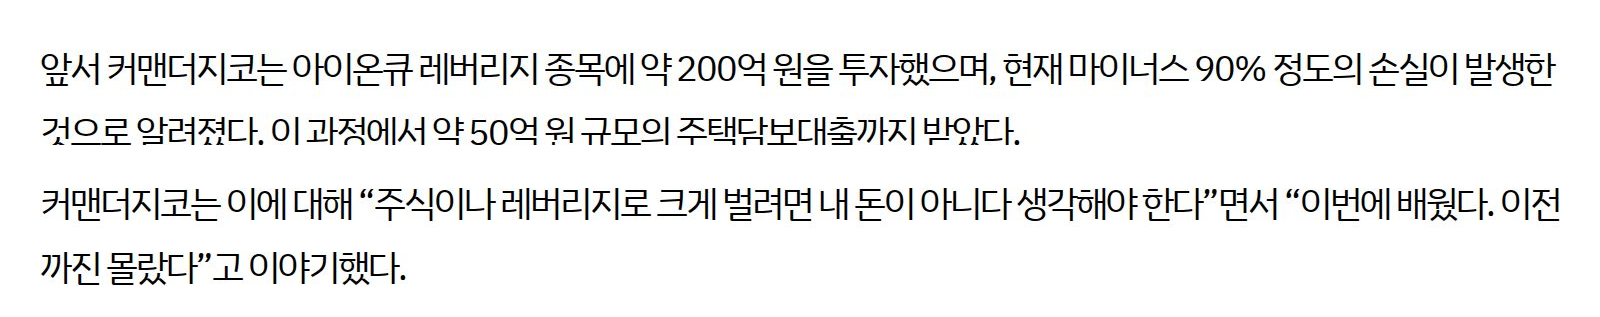 앞서 커맨더지코는 아이온큐 레버리지 종목에 약 200억 원을 투자했으며, 현재 마이너스 90% 정도의 손실이 발생한
것으로 알려졌다. 이 과정에서 약 50억 원 규모의 주택담보대출까지 받았다.
커맨더지코는 이에 대해 “주식이나 레버리지로 크게 벌려면 내 돈이 아니다 생각해야 한다”면서 “이번에 배웠다. 이전
까진 몰랐다”고 이야기했다.